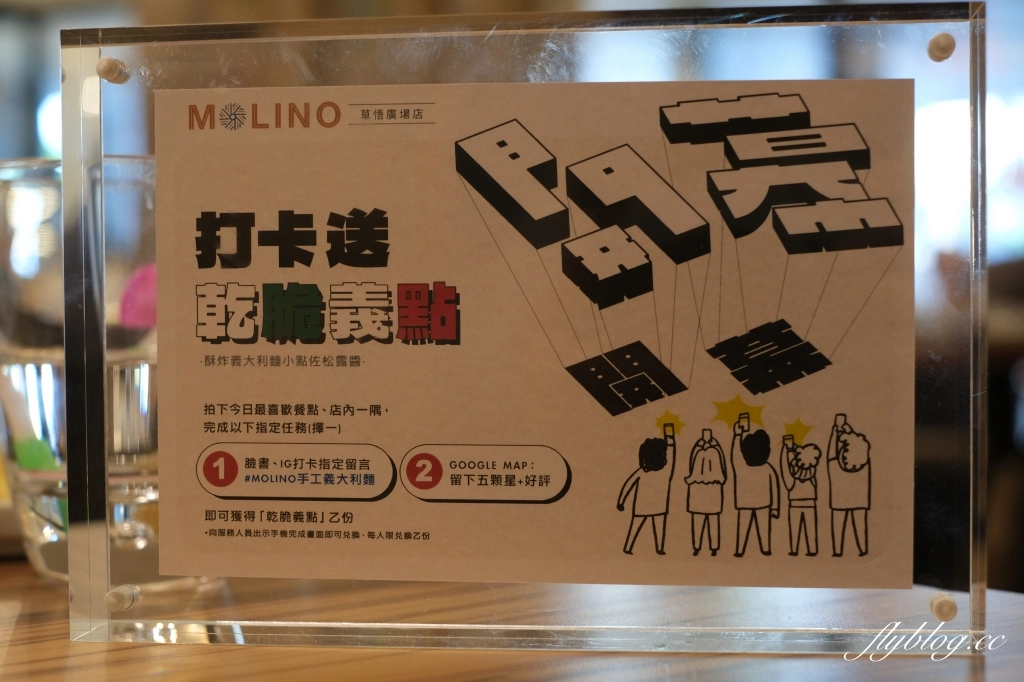 MOLINO 草悟廣場店
打卡送
乾脆義點
-酥炸義大利麵小點佐松露醬-
拍下今日最喜歡餐點、店內一隅，
完成以下指定任務(擇一)
1 臉書、IG打卡指定留言
#MOLINO手工義大利麵
2 GOOGLE MAP：
留下五顆星+好評
即可獲得「乾脆義點」乙份
*向服務人員出示手機完成畫面即可兌換，每人限兌換乙份
開幕
開幕
flyblog.cc